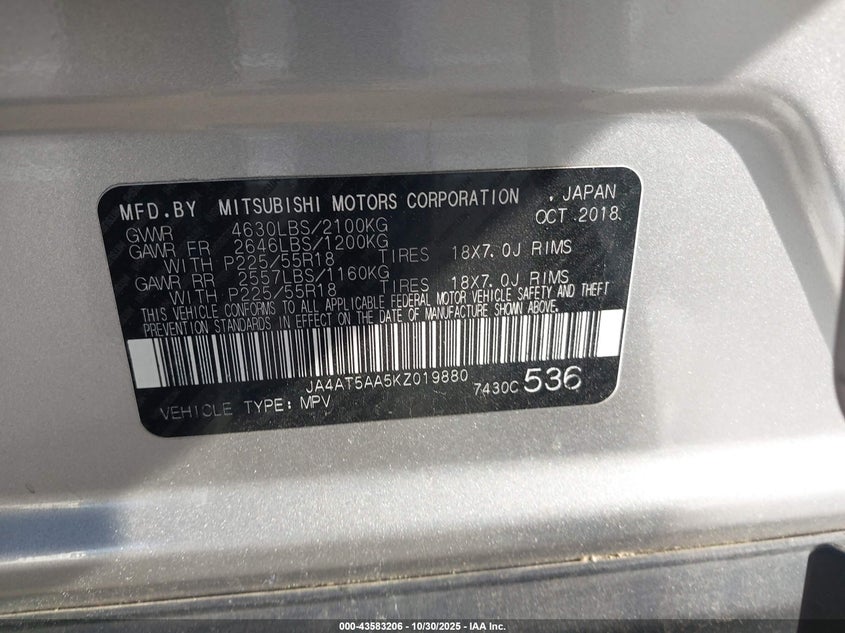 MFD.BY MITSUBISHI MOTORS CORPORATION , JAPAN
OCT 2018
GVWR 4630LBS/2100KG
GAWR FR 2646LBS/1200KG
WITH P225/55R18 TIRES 18X7.0J RIMS
GAWR RR 2557LBS/1160KG
WITH P225/55R18 TIRES 18X7.0J RIMS
THIS VEHICLE CONFORMS TO ALL APPLICABLE FEDERAL MOTOR VEHICLE SAFETY AND THEFT
PREVENTION STANDARDS IN EFFECT ON THE DATE OF MANUFACTURE SHOWN ABOVE.
JA4AT5AA5KZ019880
7430C 536
VEHICLE TYPE: MPV
000-43583206 - 10/30/2025 - IAA Inc.